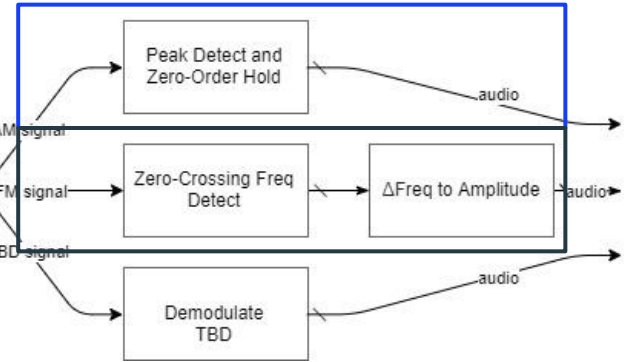 Peak Detect and
Zero-Order Hold
audio
AM signal
Zero-Crossing Freq
Detect
ΔFreq to Amplitude
FM signal
audio
TBD signal
audio
Demodulate
TBD